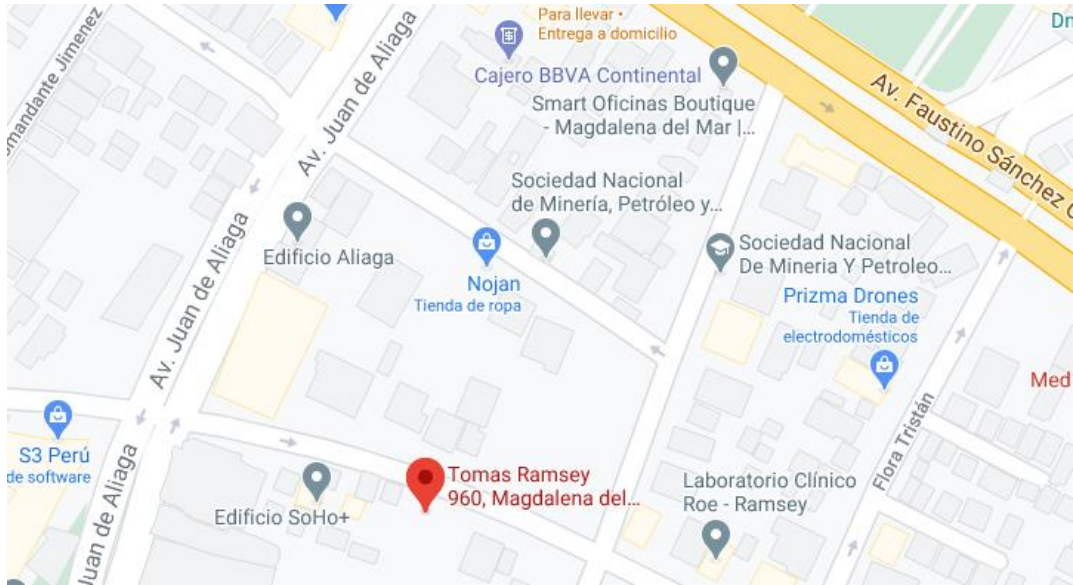 Para llevar •
Entrega a domicilio
Cajero BBVA Continental
Smart Oficinas Boutique
- Magdalena del Mar |...
Av. Faustino Sánchez C
Dr
omandante Jimenez
Av. Juan de Aliaga
Sociedad Nacional
de Minería, Petróleo y...
Edificio Aliaga
Nojan
Tienda de ropa
Sociedad Nacional
De Mineria Y Petroleo...
Prizma Drones
Tienda de
electrodomésticos
Av. Juan de Aliaga
Med
Flora Tristán
S3 Perú
de software
Tomas Ramsey
960, Magdalena del...
Laboratorio Clínico
Roe - Ramsey
Edificio SoHo+
Juan de Aliaga